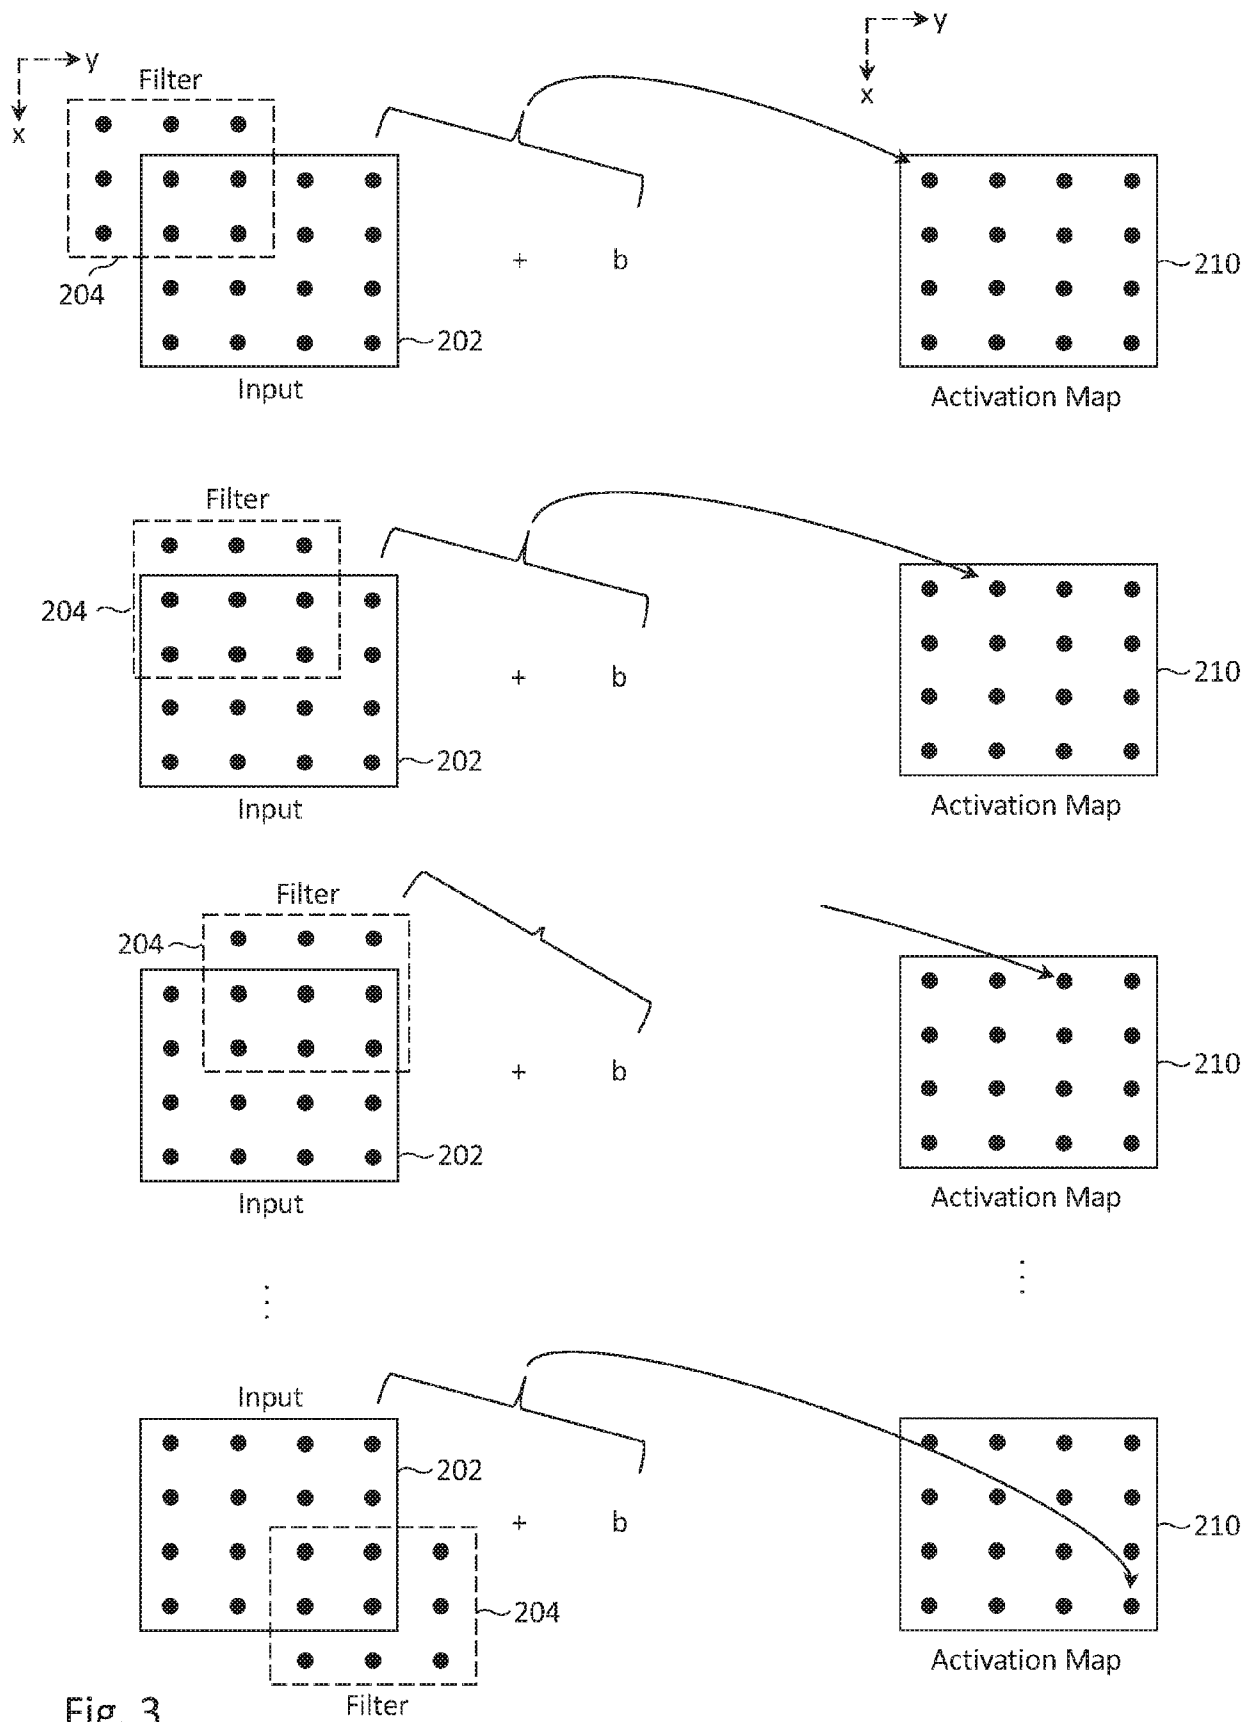 y
x
Filter
204
202
Input
+ b
y
x
210
Activation Map
Filter
204
202
Input
+ b
210
Activation Map
Filter
204
202
Input
+ b
210
Activation Map
Input
202
204
Filter
+ b
210
Activation Map
Fig. 3